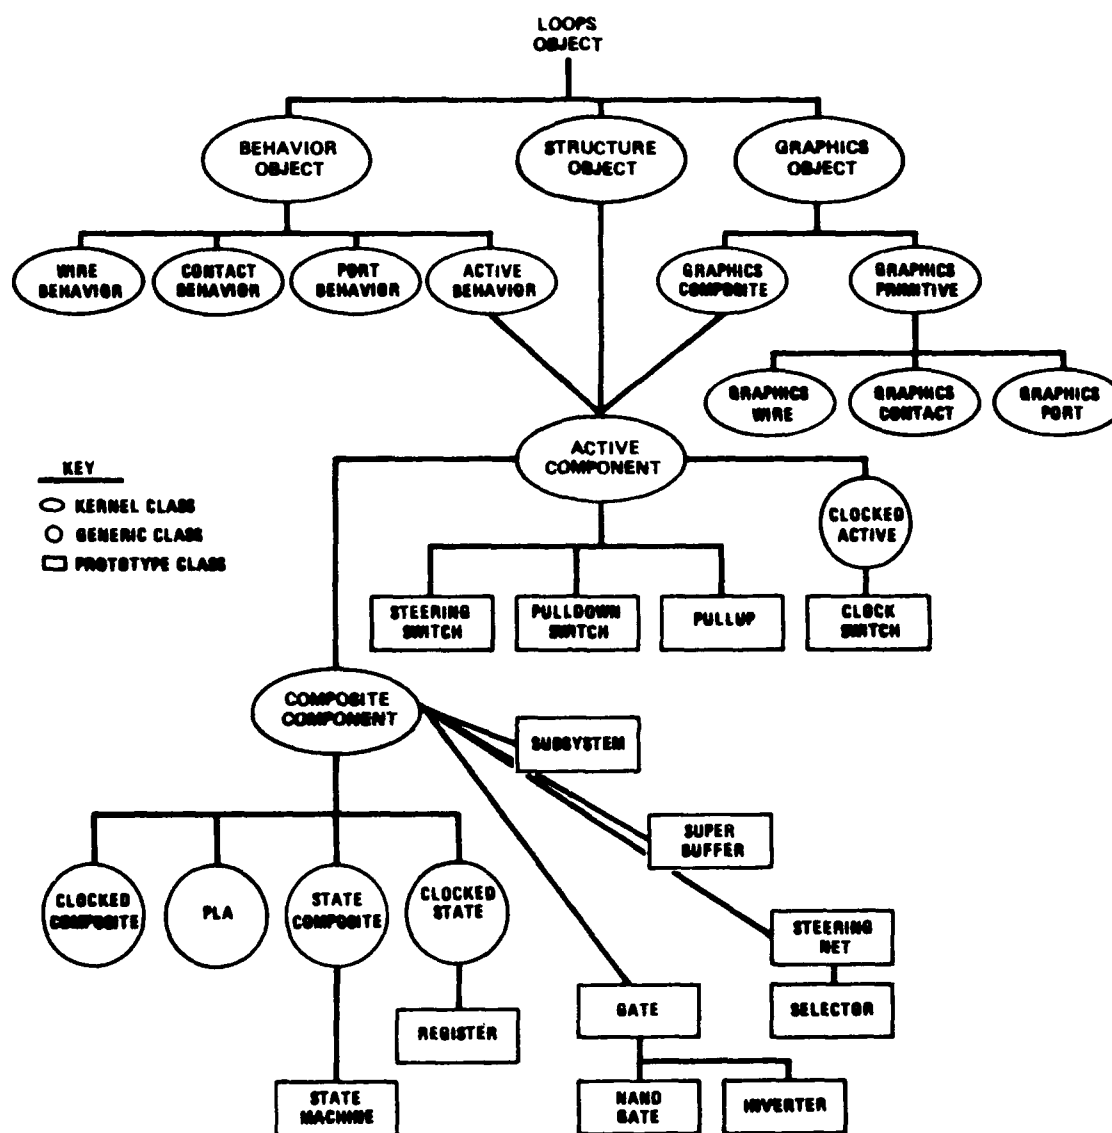 LOOPS
OBJECT
BEHAVIOR
OBJECT
STRUCTURE
OBJECT
GRAPHICS
OBJECT
WIRE
BEHAVIOR
CONTACT
BEHAVIOR
PORT
BEHAVIOR
ACTIVE
BEHAVIOR
GRAPHICS
COMPOSITE
GRAPHICS
PRIMITIVE
GRAPHICS
WIRE
GRAPHICS
CONTACT
GRAPHICS
PORT
ACTIVE
COMPONENT
KEY
KERNEL CLASS
GENERIC CLASS
PROTOTYPE CLASS
CLOCKED
ACTIVE
STEERING
SWITCH
PULLDOWN
SWITCH
PULLUP
CLOCK
SWITCH
COMPOSITE
COMPONENT
SUBSYSTEM
SUPER
BUFFER
CLOCKED
COMPOSITE
PLA
STATE
COMPOSITE
CLOCKED
STATE
STEERING
NET
SELECTOR
GATE
REGISTER
STATE
MACHINE
NAND
GATE
INVERTER